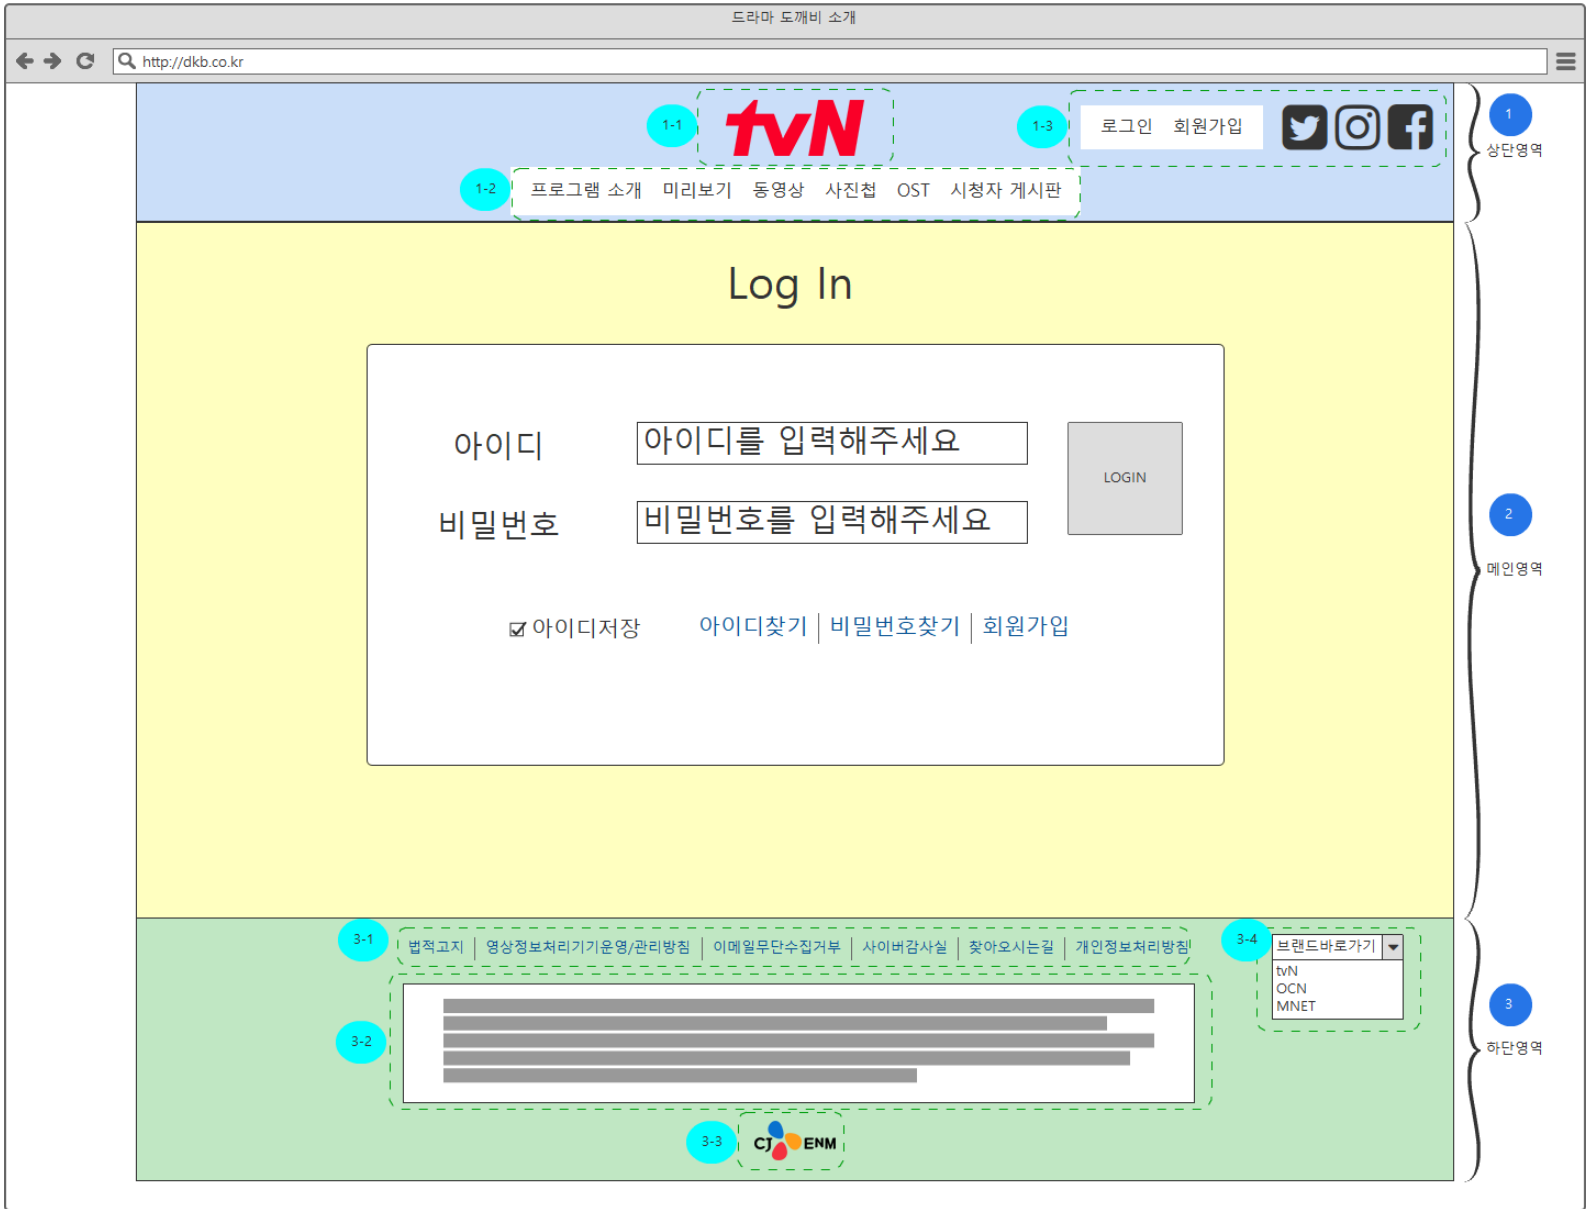 드라마 도깨비 소개
http://dkb.co.kr
1-1
tvN
1-3
로그인 회원가입
1
상단영역
1-2
프로그램 소개 미리보기 동영상 사진첩 OST 시청자 게시판
Log In
아이디
아이디를 입력해주세요
LOGIN
비밀번호
비밀번호를 입력해주세요
2
메인영역
아이디저장
아이디찾기 | 비밀번호찾기 | 회원가입
3-1
법적고지 | 영상정보처리기기운영/관리방침 | 이메일무단수집거부 | 사이버감사실 | 찾아오시는길 | 개인정보처리방침
3-4
브랜드바로가기
tvN
OCN
MNET
3
하단영역
3-2
3-3
CJ ENM